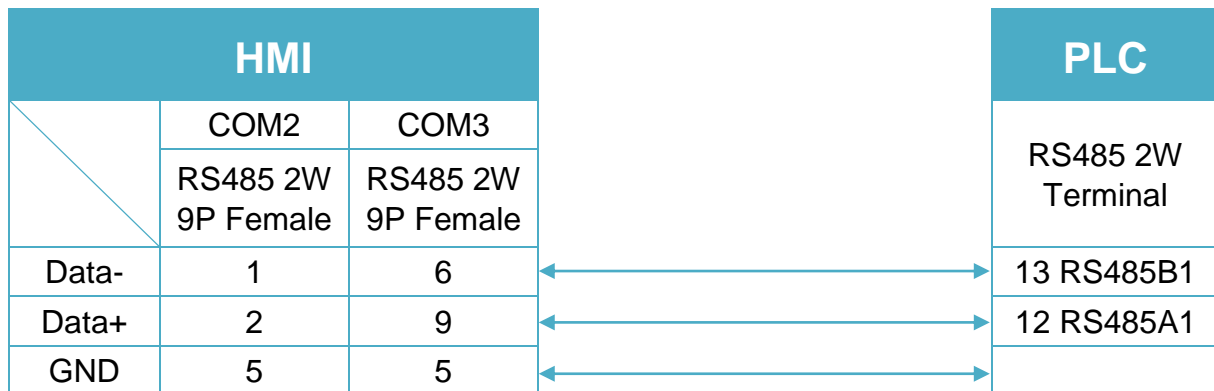 HMI
PLC
COM2 COM3
RS485 2W
9P Female
RS485 2W
9P Female
RS485 2W
Terminal
Data- 1 6 13 RS485B1
Data+ 2 9 12 RS485A1
GND 5 5